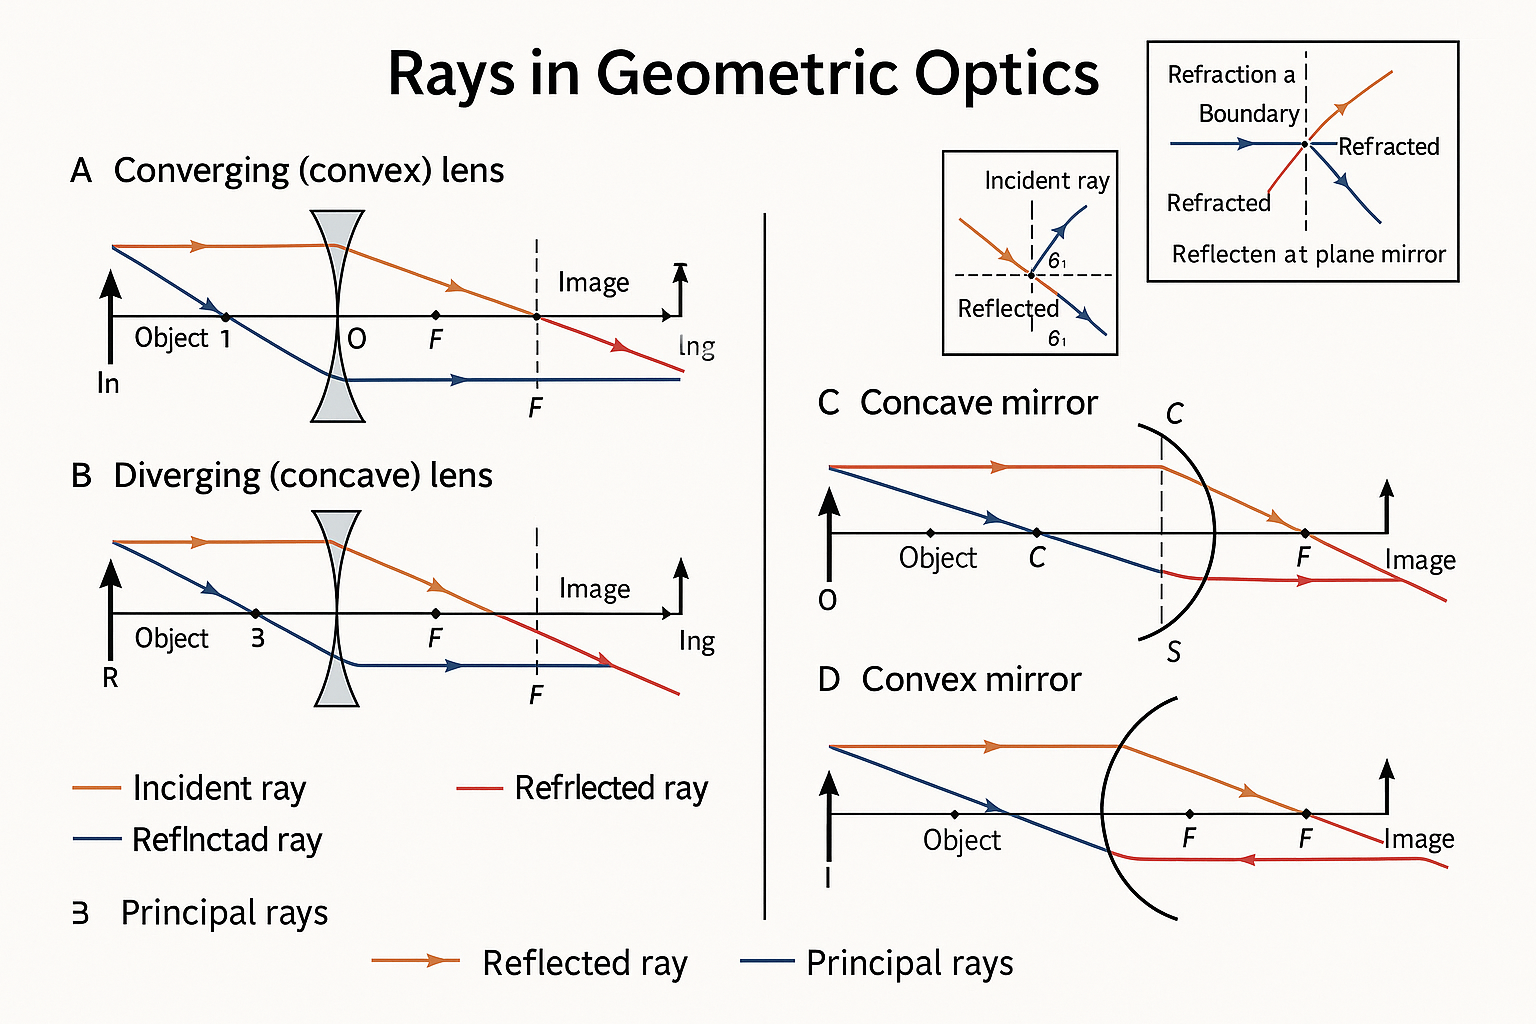 Rays in Geometric Optics
Refraction a
Boundary
Refracted
Refracted
Reflecten at plane mirror
Incident ray
6₁
Reflected
6₁
A Converging (convex) lens
Image
Object 1
O
F
Ing
In
F
B Diverging (concave) lens
Image
Object
3
F
Ing
R
F
C Concave mirror
C
Object
C
F
Image
O
S
D Convex mirror
Object
F
F
Image
I
Incident ray
Refrlected ray
Reflnctad ray
3 Principal rays
Reflected ray
Principal rays